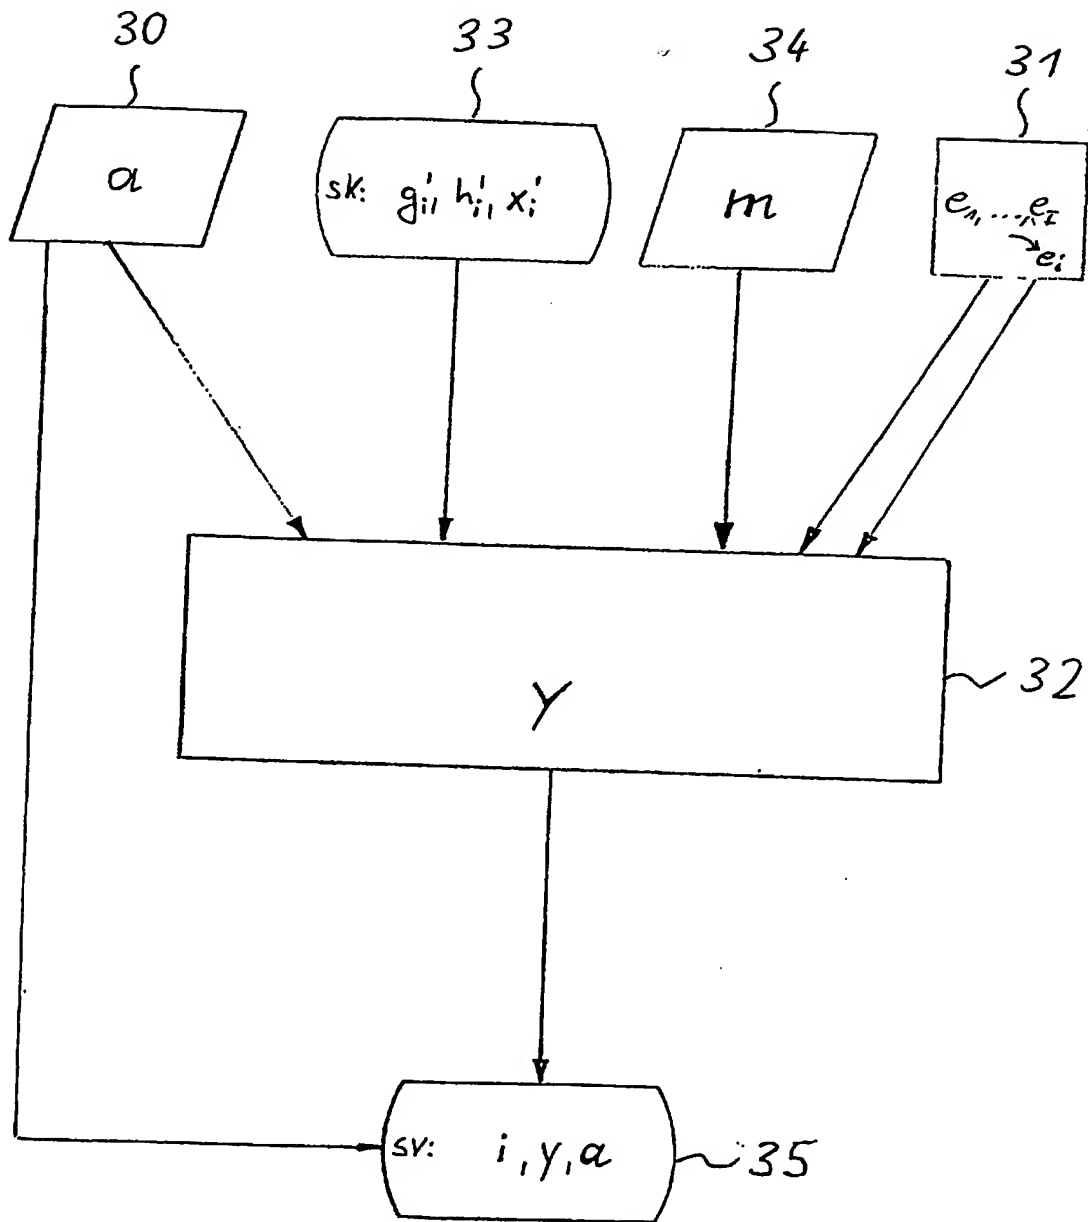 30 33 34 31
a
sk: g'i, h'i, x'i
m
e1, ..., eI
ei
32
y
sv: i, y, a
35